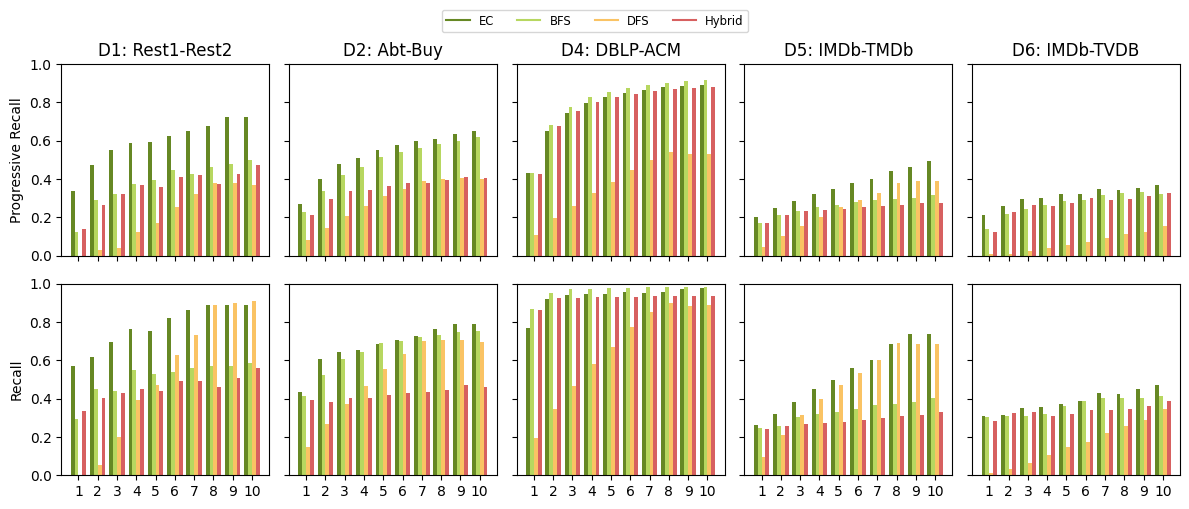 EC BFS DFS Hybrid
D1: Rest1-Rest2 D2: Abt-Buy D4: DBLP-ACM D5: IMDb-TMDb D6: IMDb-TVDB
Progressive Recall
1.0
0.8
0.6
0.4
0.2
0.0
Recall
1.0
0.8
0.6
0.4
0.2
0.0
1 2 3 4 5 6 7 8 9 10 1 2 3 4 5 6 7 8 9 10 1 2 3 4 5 6 7 8 9 10 1 2 3 4 5 6 7 8 9 10 1 2 3 4 5 6 7 8 9 10